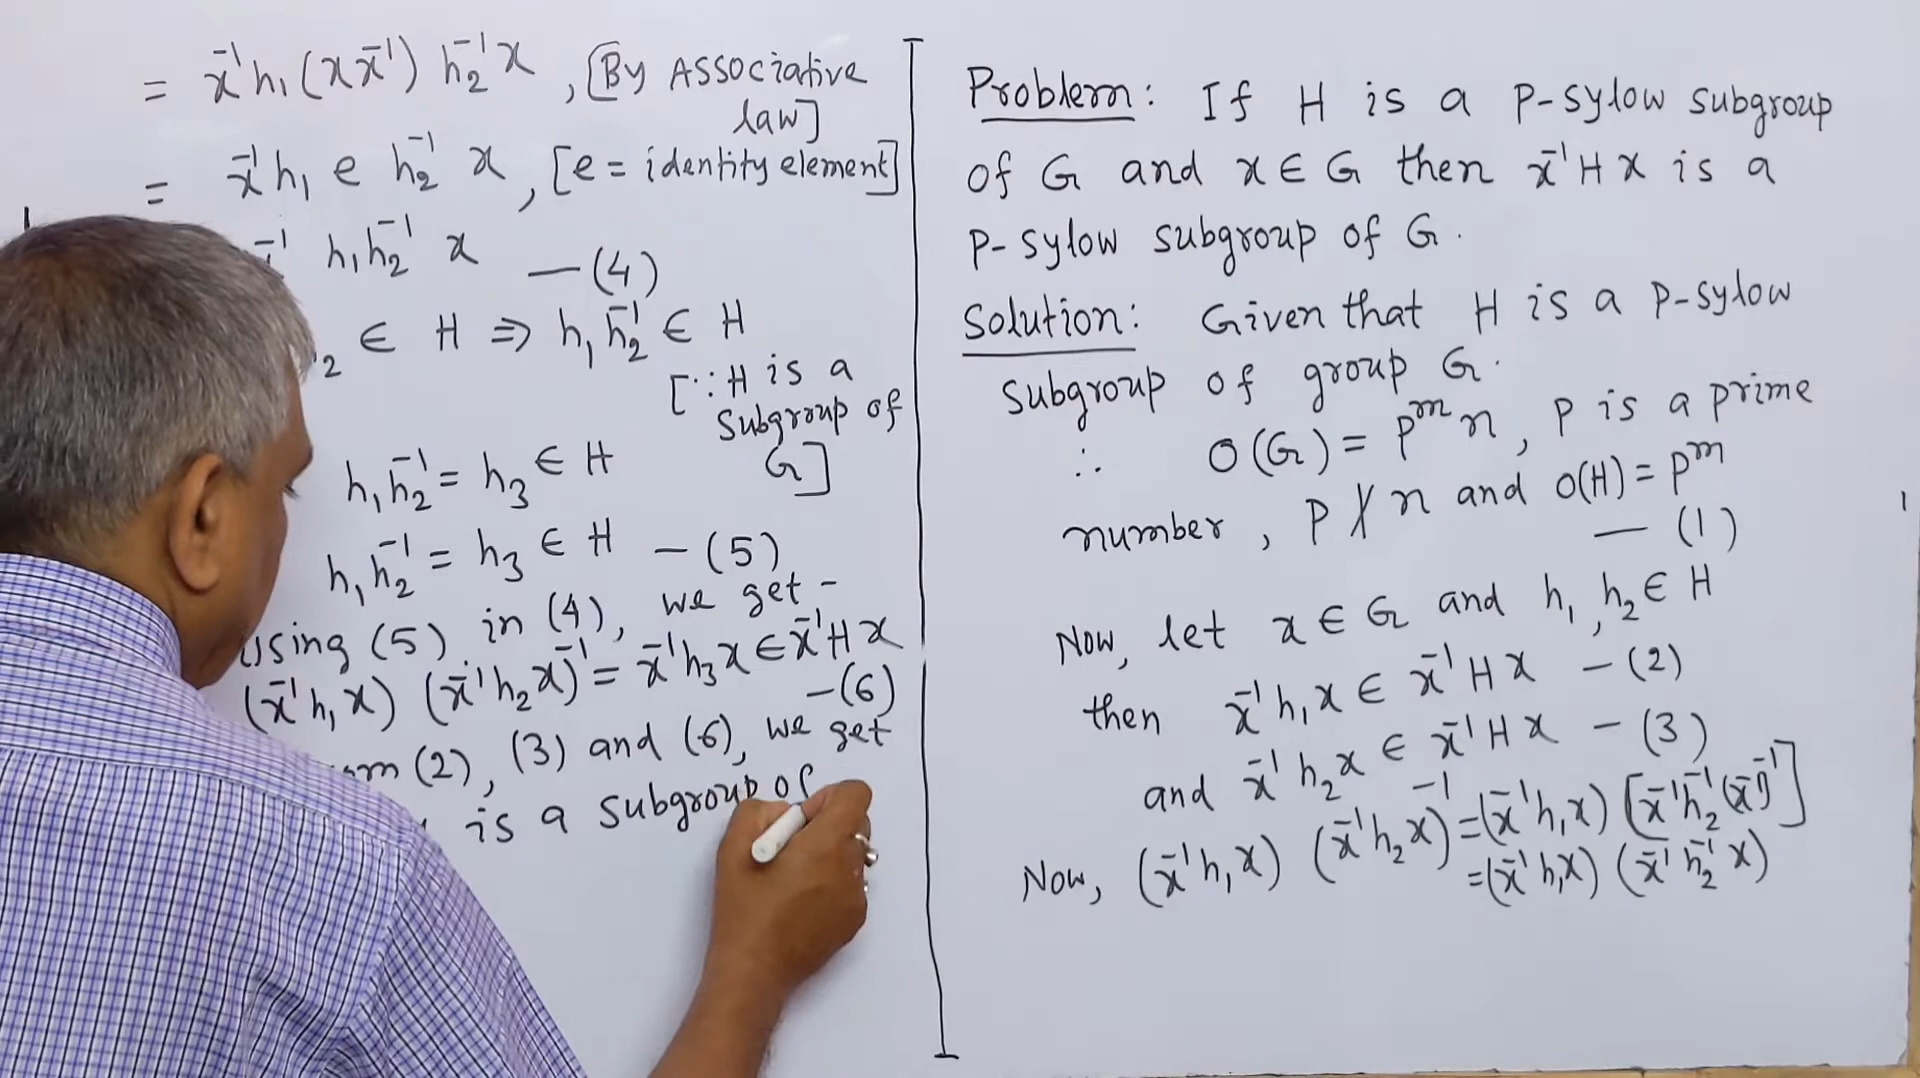 Problem: If H is a P-sylow subgroup
of G and x ∈ G then x⁻¹Hx is a
P-sylow subgroup of G.
Solution: Given that H is a P-sylow
subgroup of group G.
∴ O(G) = pᵐn, P is a prime
number, P ∤ n and O(H) = pᵐ
— (1)
Now, let x ∈ G and h₁, h₂ ∈ H
then x⁻¹h₁x ∈ x⁻¹Hx — (2)
and x⁻¹h₂x ∈ x⁻¹Hx — (3)
Now, (x⁻¹h₁x) (x⁻¹h₂x)⁻¹ = (x⁻¹h₁x) [x⁻¹h₂⁻¹(x⁻¹)⁻¹]
= (x⁻¹h₁x) (x⁻¹h₂⁻¹x)
= x⁻¹h₁(xx⁻¹) h₂⁻¹x, [By Associative
law]
= x⁻¹h₁ e h₂⁻¹ x, [e = identity element]
⁻¹ h₁h₂⁻¹ x — (4)
₂ ∈ H ⇒ h₁h₂⁻¹ ∈ H
[∵ H is a
subgroup of
G]
h₁h₂⁻¹ = h₃ ∈ H
h₁h₂⁻¹ = h₃ ∈ H — (5)
using (5) in (4), we get -
(x⁻¹h₁x) (x⁻¹h₂x)⁻¹ = x⁻¹h₃x ∈ x⁻¹Hx
— (6)
(2), (3) and (6), we get
is a subgroup of